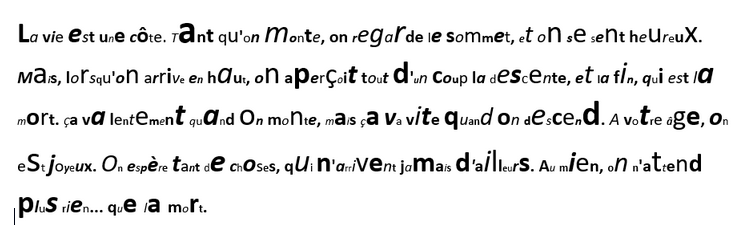 La vie est une côte. Tant qu'on monte, on regarde le sommet, et on se sent heureux.
Mais, lorsqu'on arrive en haut, on aperçoit tout d'un coup la descente, et la fin, qui est la
mort. ça va lentement quand On monte, mais ça va vite quand on descend. A votre âge, on
eSt joyeux. On espère tant de choses, qui n'arrivent jamais d'ailleurs. Au mien, on n'attend
plus rien... que la mort.